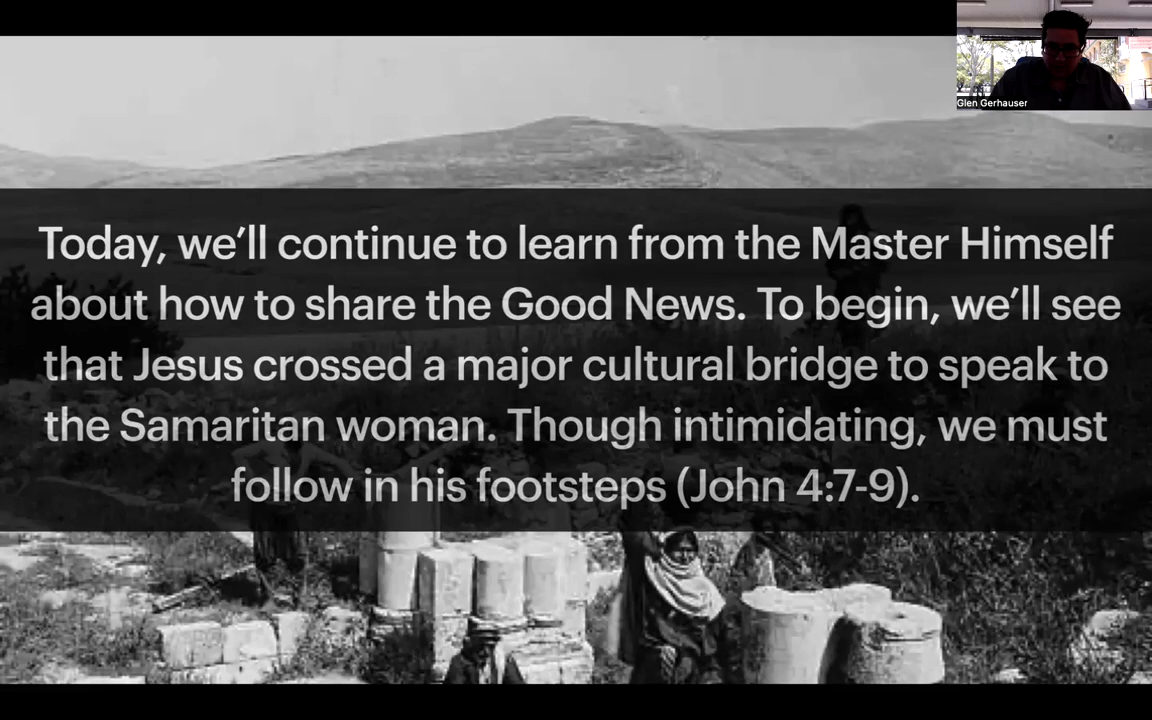 Glen Gerhauser
Today, we’ll continue to learn from the Master Himself
about how to share the Good News. To begin, we’ll see
that Jesus crossed a major cultural bridge to speak to
the Samaritan woman. Though intimidating, we must
follow in his footsteps (John 4:7-9).